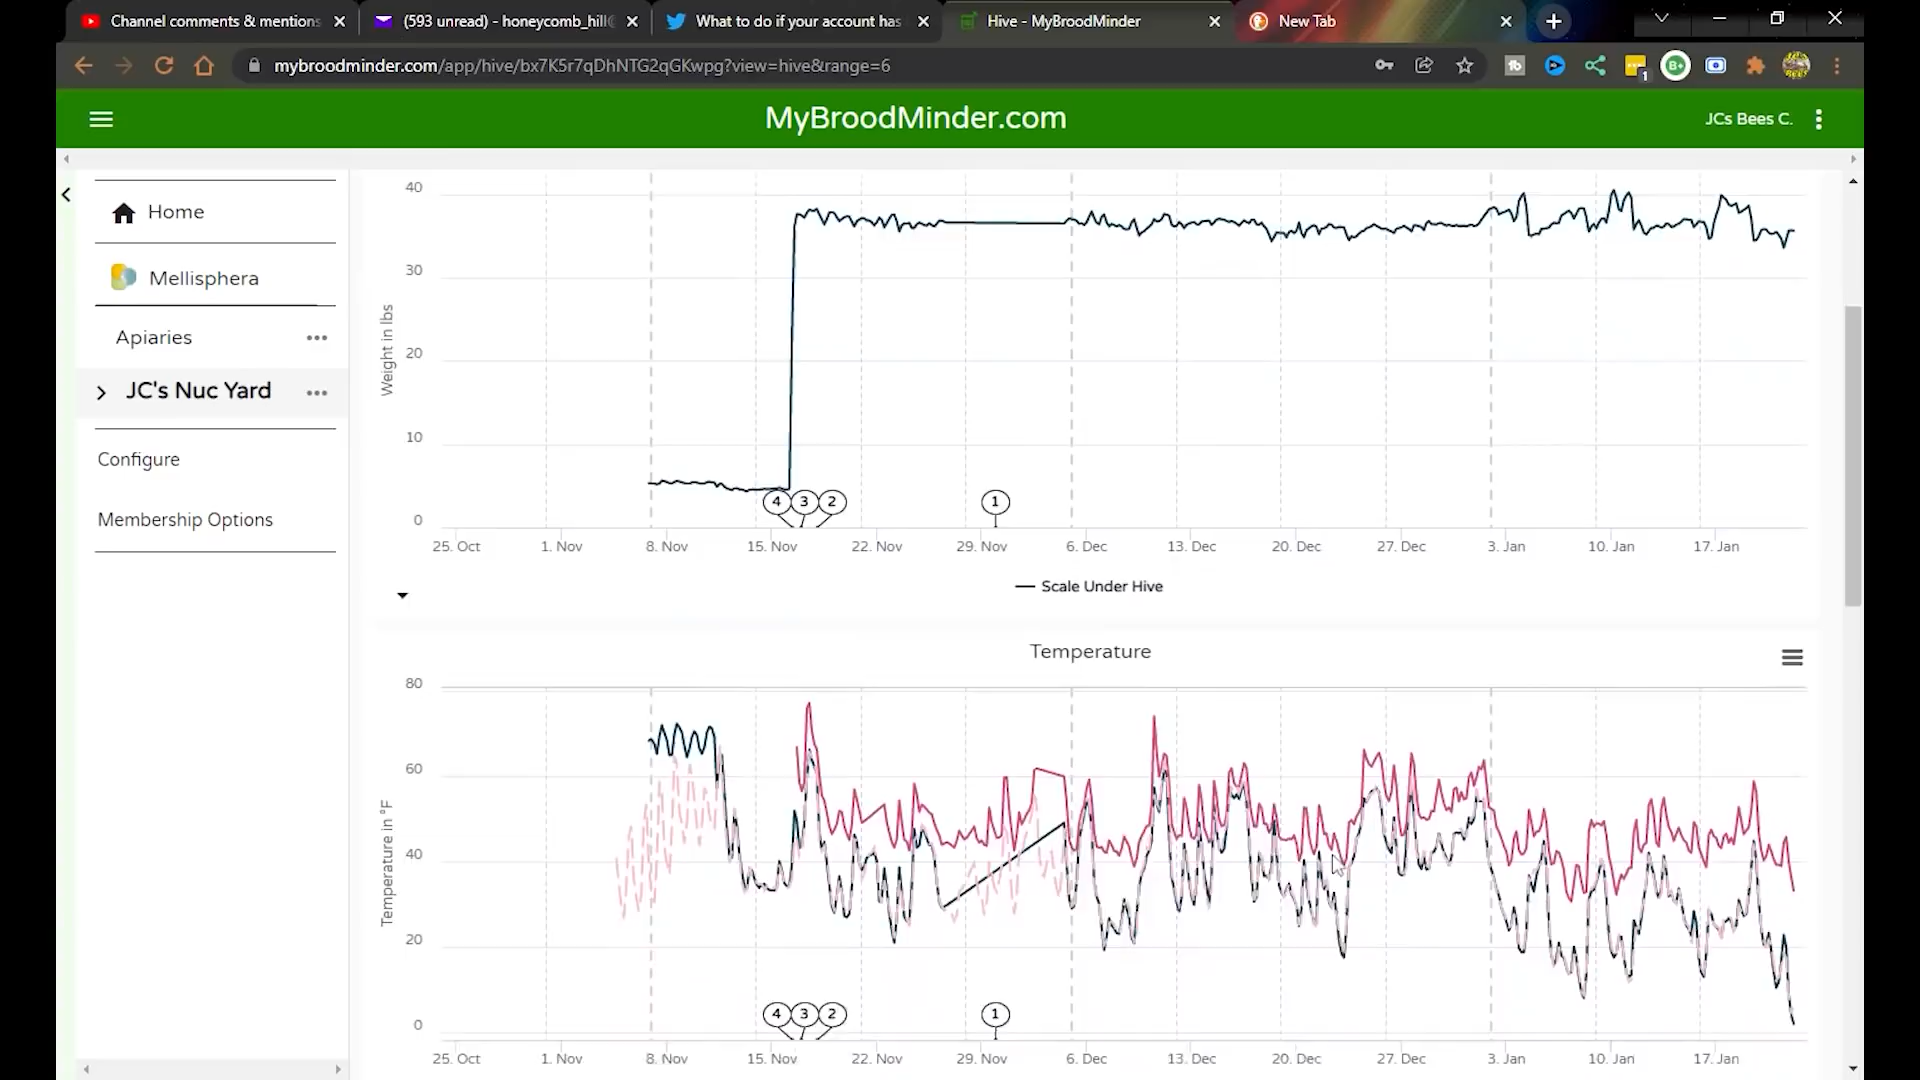 Channel comments & mentions
(593 unread) - honeycomb_hill@
What to do if your account has
Hive - MyBroodMinder
New Tab
mybroodminder.com/app/hive/bx7K5r7qDhNTG2qGKwpg?view=hive&range=6
MyBroodMinder.com
JCs Bees C.
Home
Mellisphera
Apiaries
JC's Nuc Yard
Configure
Membership Options
Weight in lbs
40
30
20
10
0
4 3 2 1
25. Oct 1. Nov 8. Nov 15. Nov 22. Nov 29. Nov 6. Dec 13. Dec 20. Dec 27. Dec 3. Jan 10. Jan 17. Jan
Scale Under Hive
Temperature
Temperature in °F
80
60
40
20
0
4 3 2 1
25. Oct 1. Nov 8. Nov 15. Nov 22. Nov 29. Nov 6. Dec 13. Dec 20. Dec 27. Dec 3. Jan 10. Jan 17. Jan